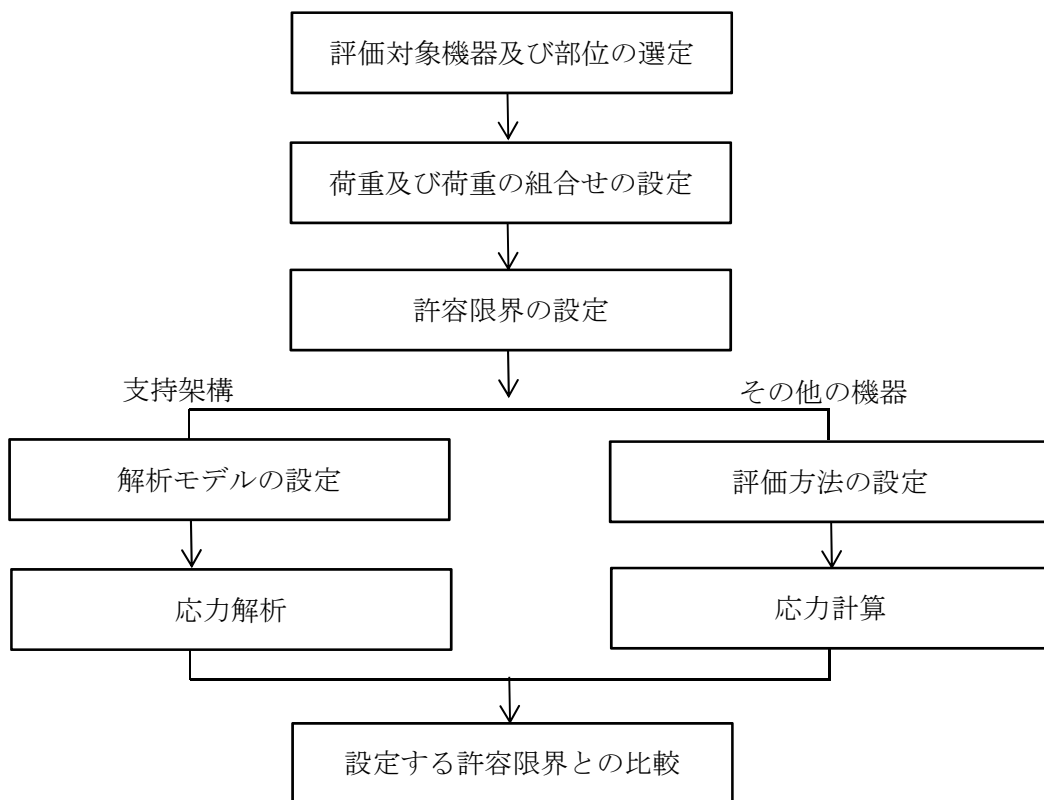 評価対象機器及び部位の選定
荷重及び荷重の組合せの設定
許容限界の設定
支持架構
その他の機器
解析モデルの設定
評価方法の設定
応力解析
応力計算
設定する許容限界との比較